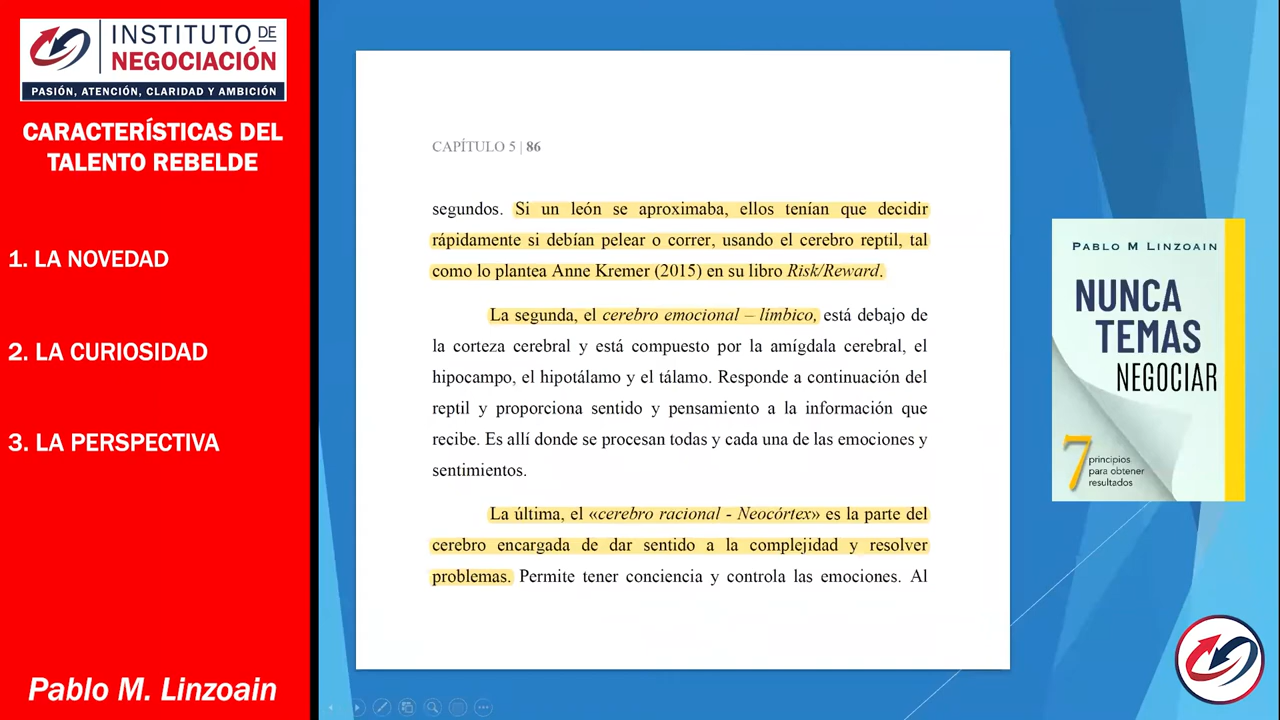 INSTITUTO DE
NEGOCIACIÓN
PASIÓN, ATENCIÓN, CLARIDAD Y AMBICIÓN
CARACTERÍSTICAS DEL
TALENTO REBELDE
1. LA NOVEDAD
2. LA CURIOSIDAD
3. LA PERSPECTIVA
Pablo M. Linzoain
CAPÍTULO 5 | 86
segundos. Si un león se aproximaba, ellos tenían que decidir
rápidamente si debían pelear o correr, usando el cerebro reptil, tal
como lo plantea Anne Kremer (2015) en su libro Risk/Reward.
La segunda, el cerebro emocional – límbico, está debajo de
la corteza cerebral y está compuesto por la amígdala cerebral, el
hipocampo, el hipotálamo y el tálamo. Responde a continuación del
reptil y proporciona sentido y pensamiento a la información que
recibe. Es allí donde se procesan todas y cada una de las emociones y
sentimientos.
La última, el «cerebro racional - Neocórtex» es la parte del
cerebro encargada de dar sentido a la complejidad y resolver
problemas. Permite tener conciencia y controla las emociones. Al
PABLO M LINZOAIN
NUNCA
TEMAS
NEGOCIAR
7 principios
para obtener
resultados